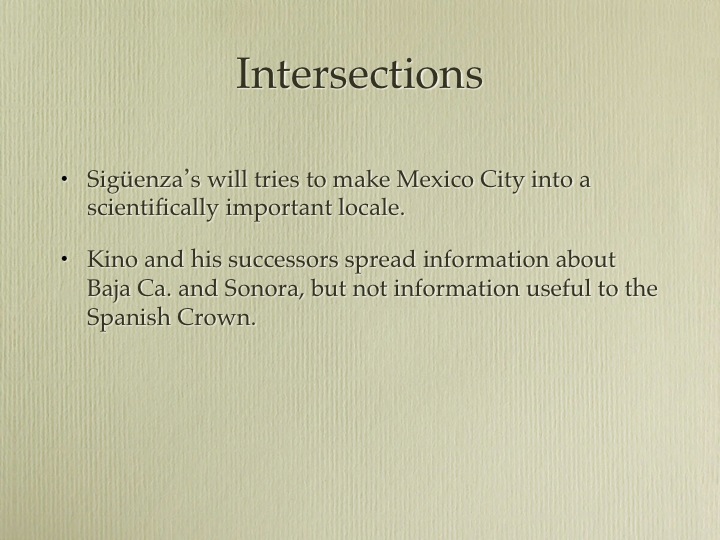 Intersections
• Sigüenza’s will tries to make Mexico City into a
scientifically important locale.
• Kino and his successors spread information about
Baja Ca. and Sonora, but not information useful to the
Spanish Crown.